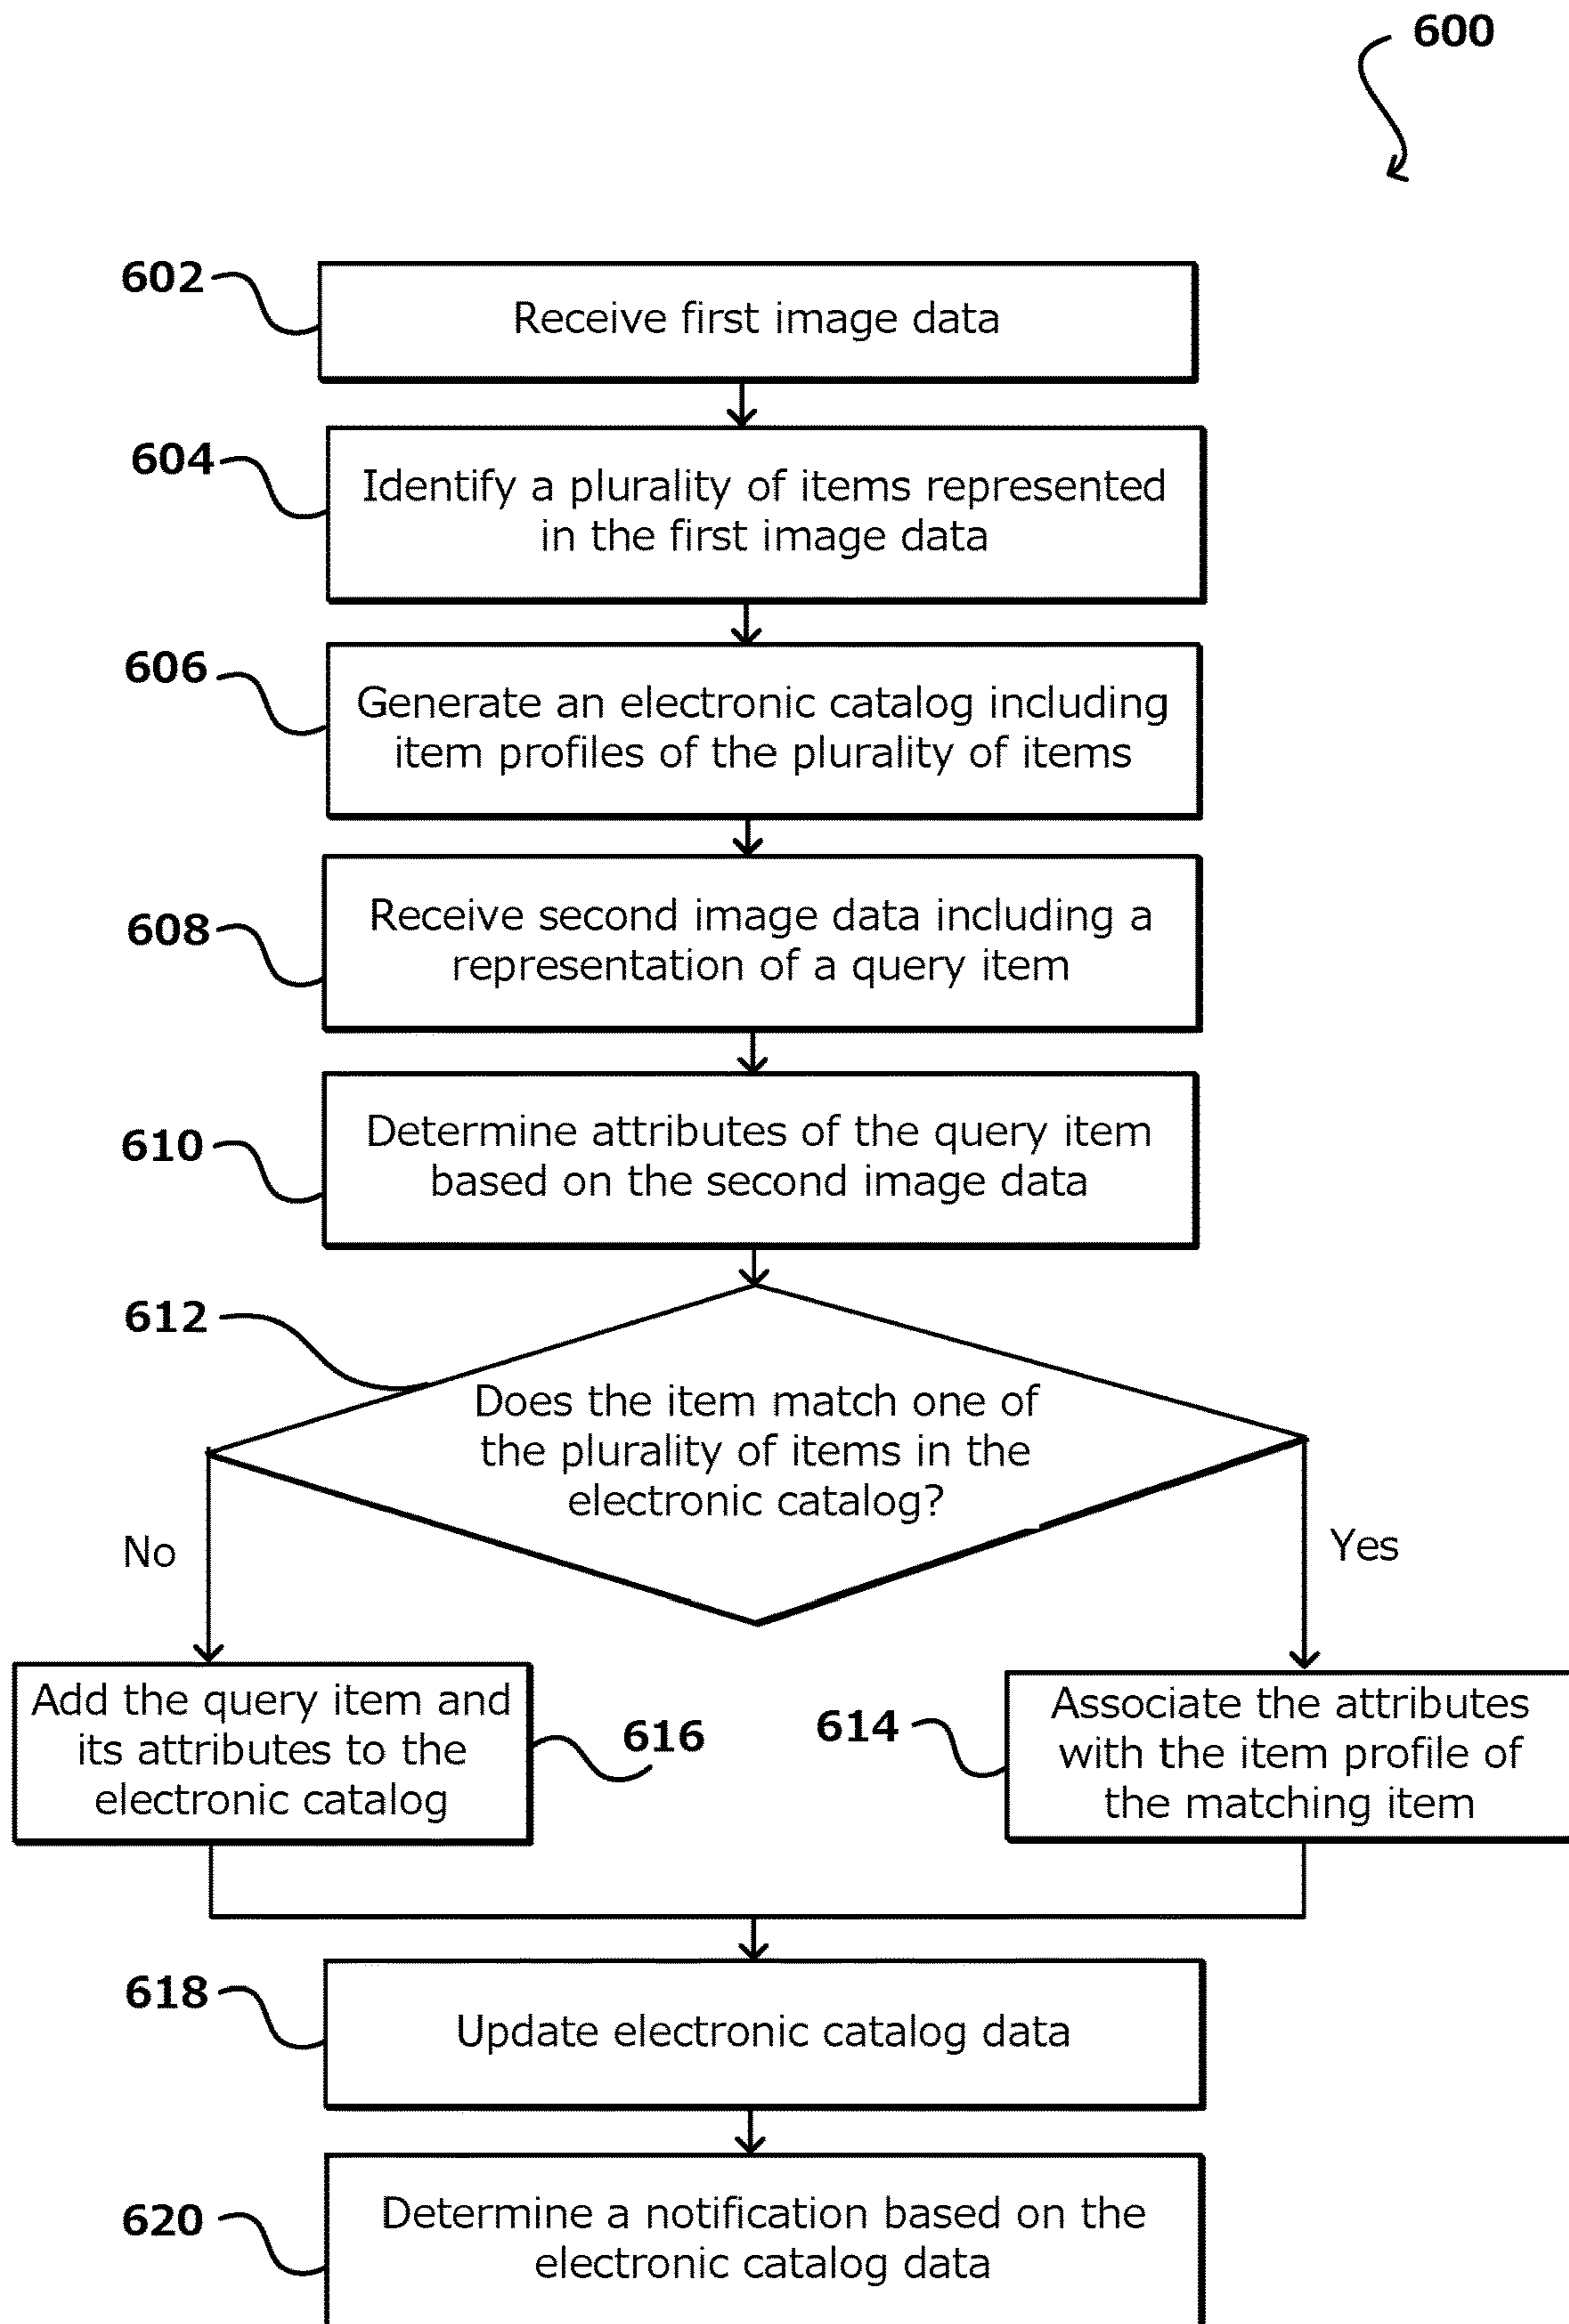 600
602
Receive first image data
604
Identify a plurality of items represented
in the first image data
606
Generate an electronic catalog including
item profiles of the plurality of items
608
Receive second image data including a
representation of a query item
610
Determine attributes of the query item
based on the second image data
612
Does the item match one of
the plurality of items in the
electronic catalog?
No
Yes
Add the query item and
its attributes to the
electronic catalog
616
614
Associate the attributes
with the item profile of
the matching item
618
Update electronic catalog data
620
Determine a notification based on the
electronic catalog data